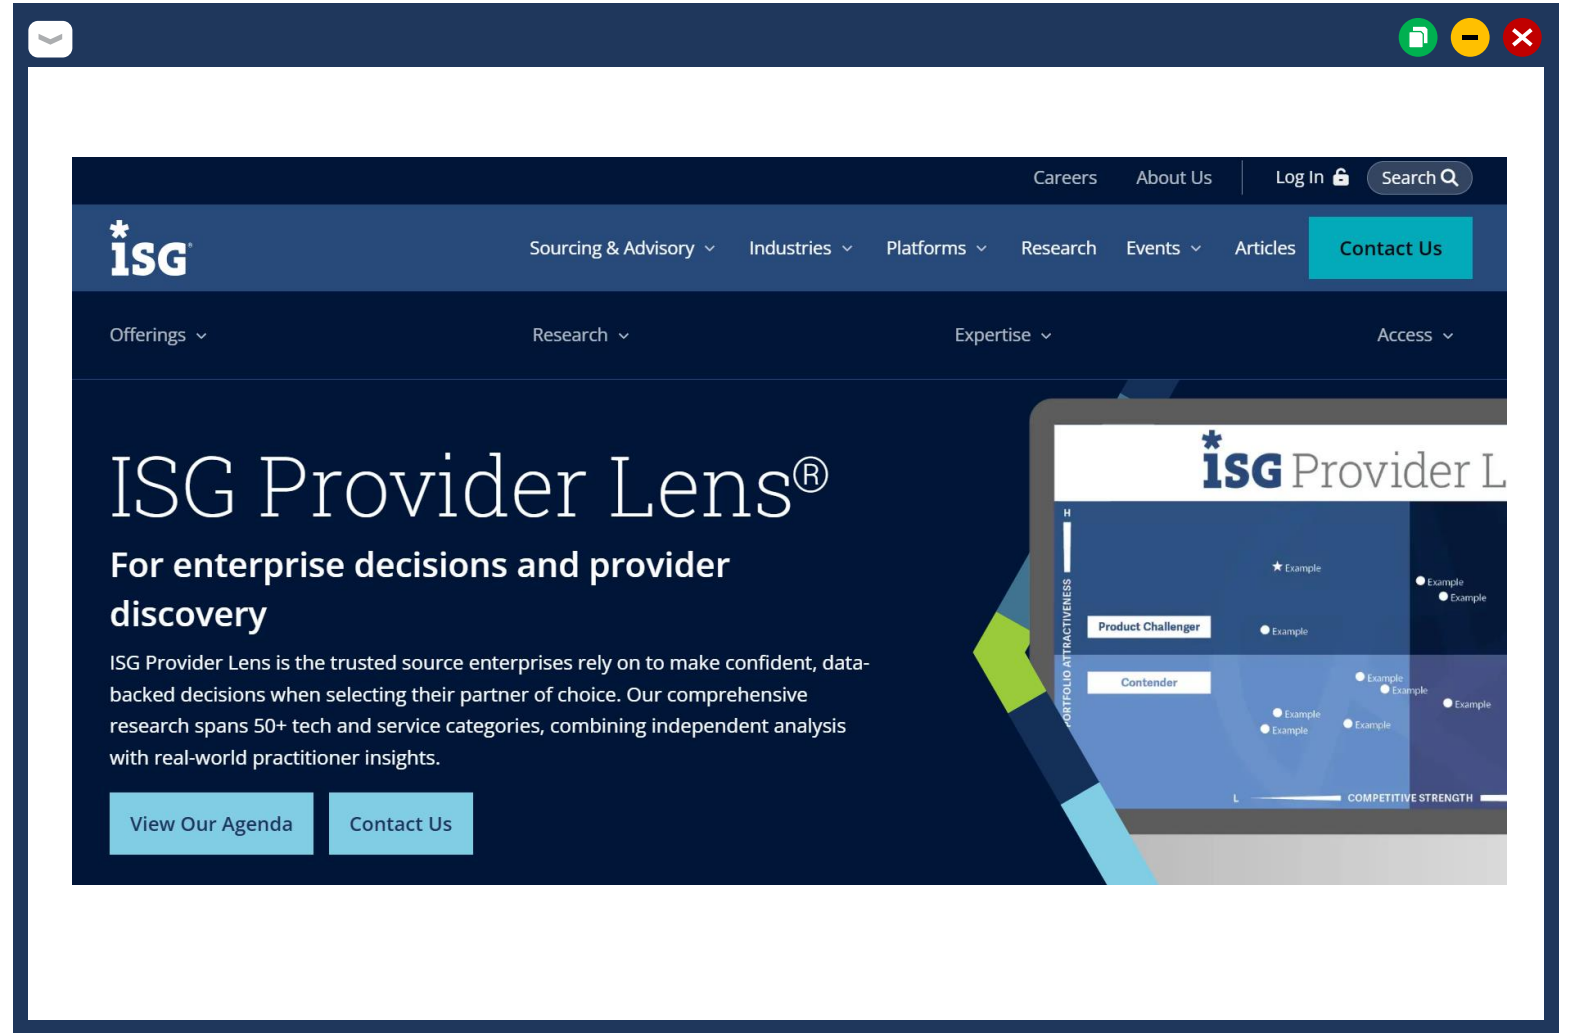 Careers About Us Log In Search
isG
Sourcing & Advisory Industries Platforms Research Events Articles Contact Us
Offerings Research Expertise Access
ISG Provider Lens®
For enterprise decisions and provider
discovery
ISG Provider Lens is the trusted source enterprises rely on to make confident, data-
backed decisions when selecting their partner of choice. Our comprehensive
research spans 50+ tech and service categories, combining independent analysis
with real-world practitioner insights.
View Our Agenda Contact Us
isG Provider L
H
PORTFOLIO ATTRACTIVENESS
Example
Example
Example
Product Challenger
Example
Contender
Example
Example
Example
Example
Example
Example
L COMPETITIVE STRENGTH